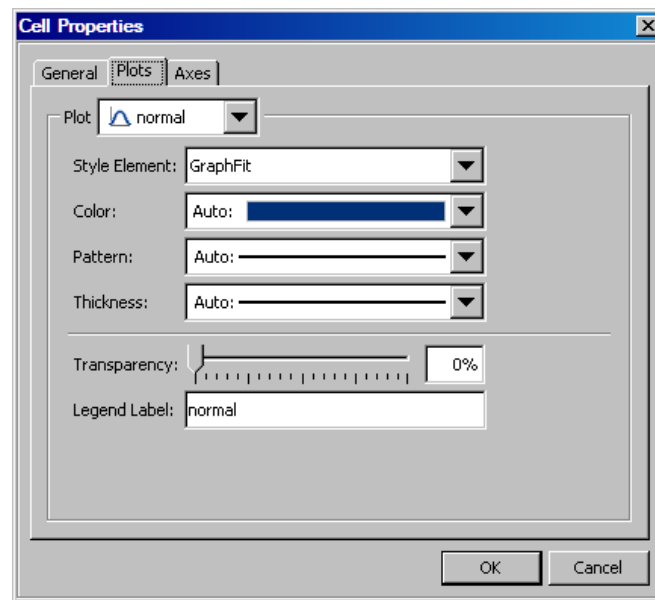 Cell Properties
General Plots Axes
Plot normal
Style Element: GraphFit
Color: Auto:
Pattern: Auto:
Thickness: Auto:
Transparency: 0%
Legend Label: normal
OK Cancel